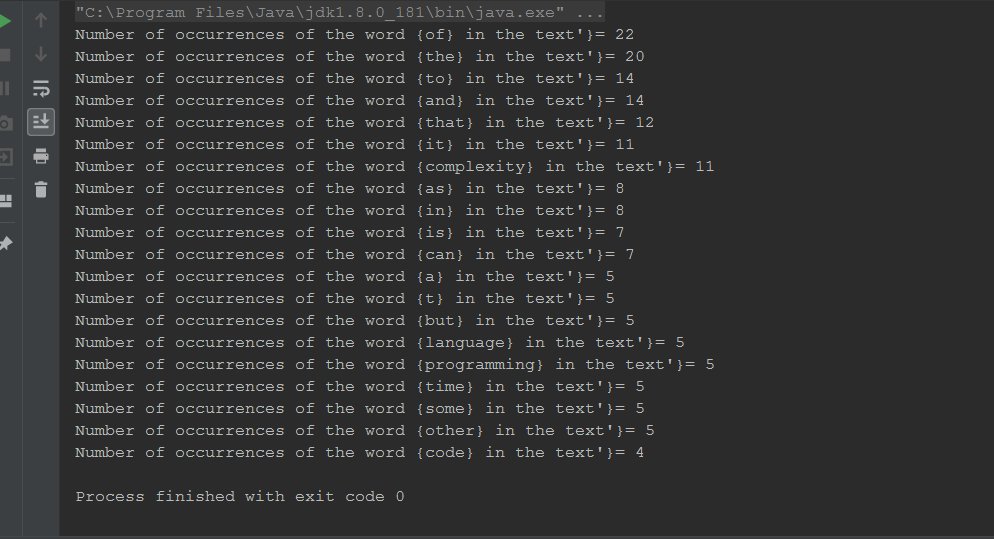 "C:\Program Files\Java\jdk1.8.0_181\bin\java.exe" ...
Number of occurrences of the word {of} in the text'}= 22
Number of occurrences of the word {the} in the text'}= 20
Number of occurrences of the word {to} in the text'}= 14
Number of occurrences of the word {and} in the text'}= 14
Number of occurrences of the word {that} in the text'}= 12
Number of occurrences of the word {it} in the text'}= 11
Number of occurrences of the word {complexity} in the text'}= 11
Number of occurrences of the word {as} in the text'}= 8
Number of occurrences of the word {in} in the text'}= 8
Number of occurrences of the word {is} in the text'}= 7
Number of occurrences of the word {can} in the text'}= 7
Number of occurrences of the word {a} in the text'}= 5
Number of occurrences of the word {t} in the text'}= 5
Number of occurrences of the word {but} in the text'}= 5
Number of occurrences of the word {language} in the text'}= 5
Number of occurrences of the word {programming} in the text'}= 5
Number of occurrences of the word {time} in the text'}= 5
Number of occurrences of the word {some} in the text'}= 5
Number of occurrences of the word {other} in the text'}= 5
Number of occurrences of the word {code} in the text'}= 4
Process finished with exit code 0